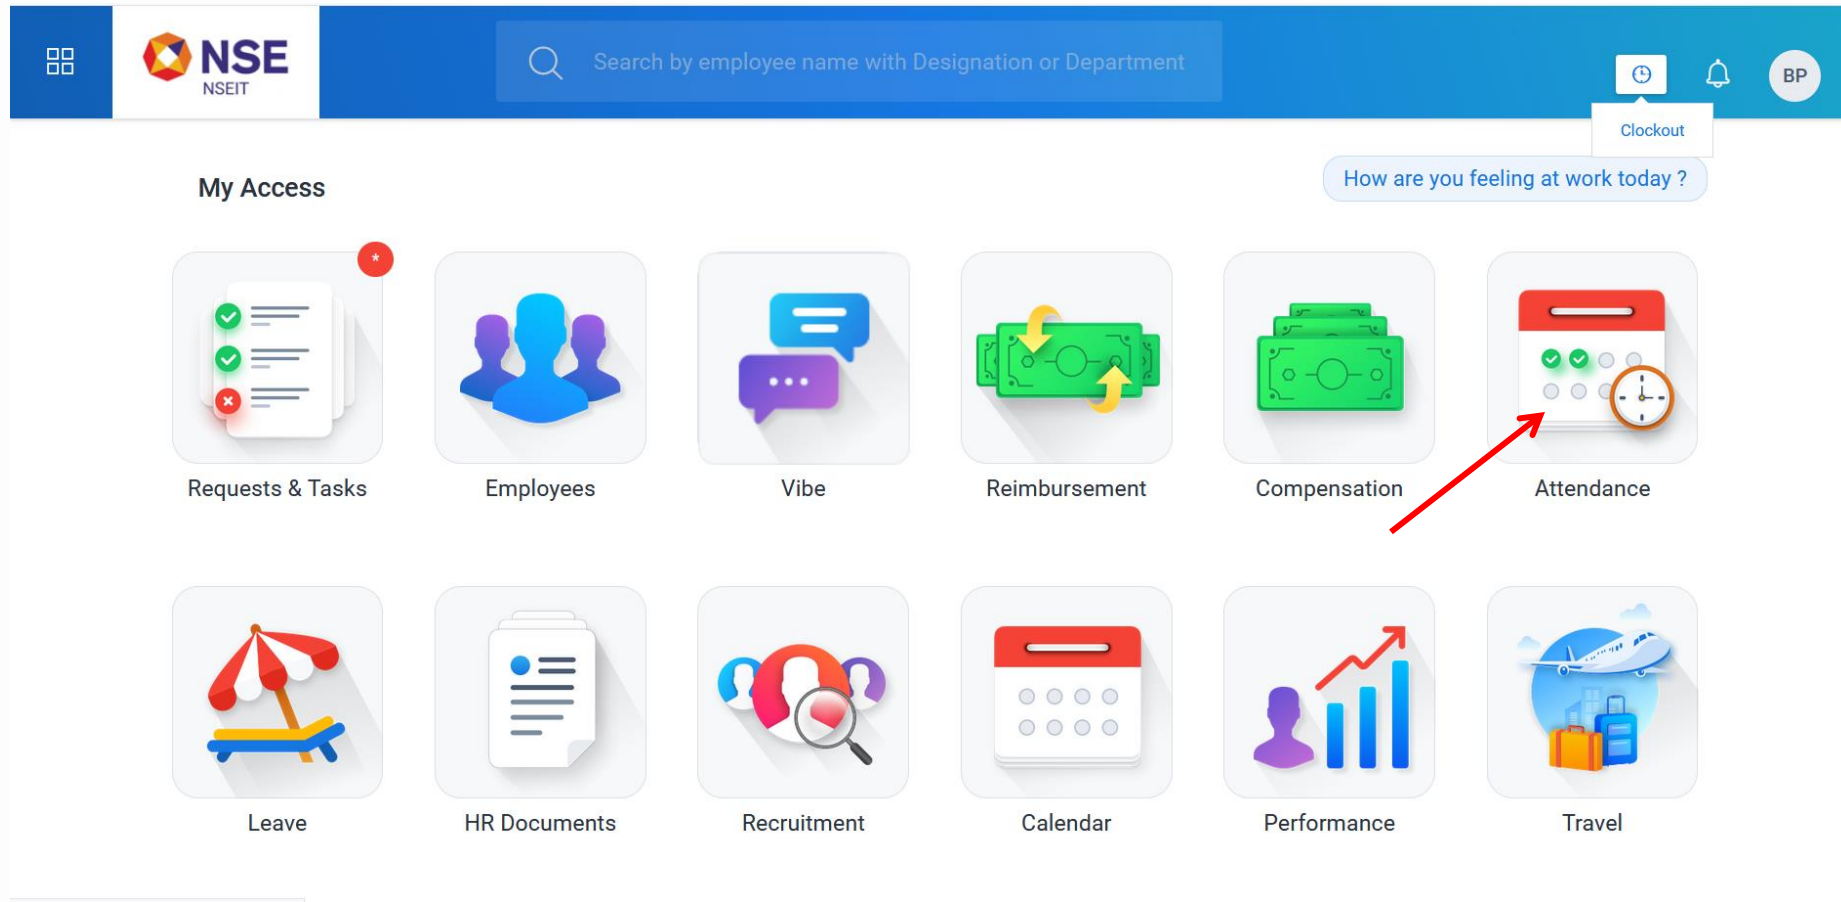 NSE
NSEIT
Search by employee name with Designation or Department
BP
Clockout
My Access
How are you feeling at work today ?
*
Requests & Tasks
Employees
Vibe
Reimbursement
Compensation
Attendance
Leave
HR Documents
Recruitment
Calendar
Performance
Travel